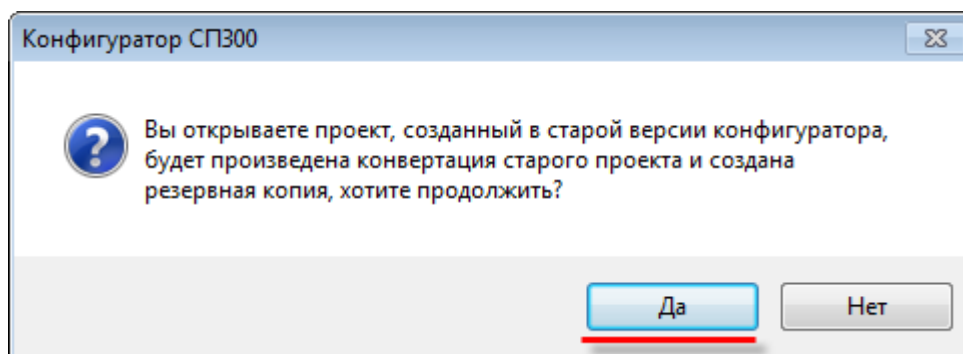 Конфигуратор СП300
Вы открываете проект, созданный в старой версии конфигуратора,
будет произведена конвертация старого проекта и создана
резервная копия, хотите продолжить?
Да
Нет